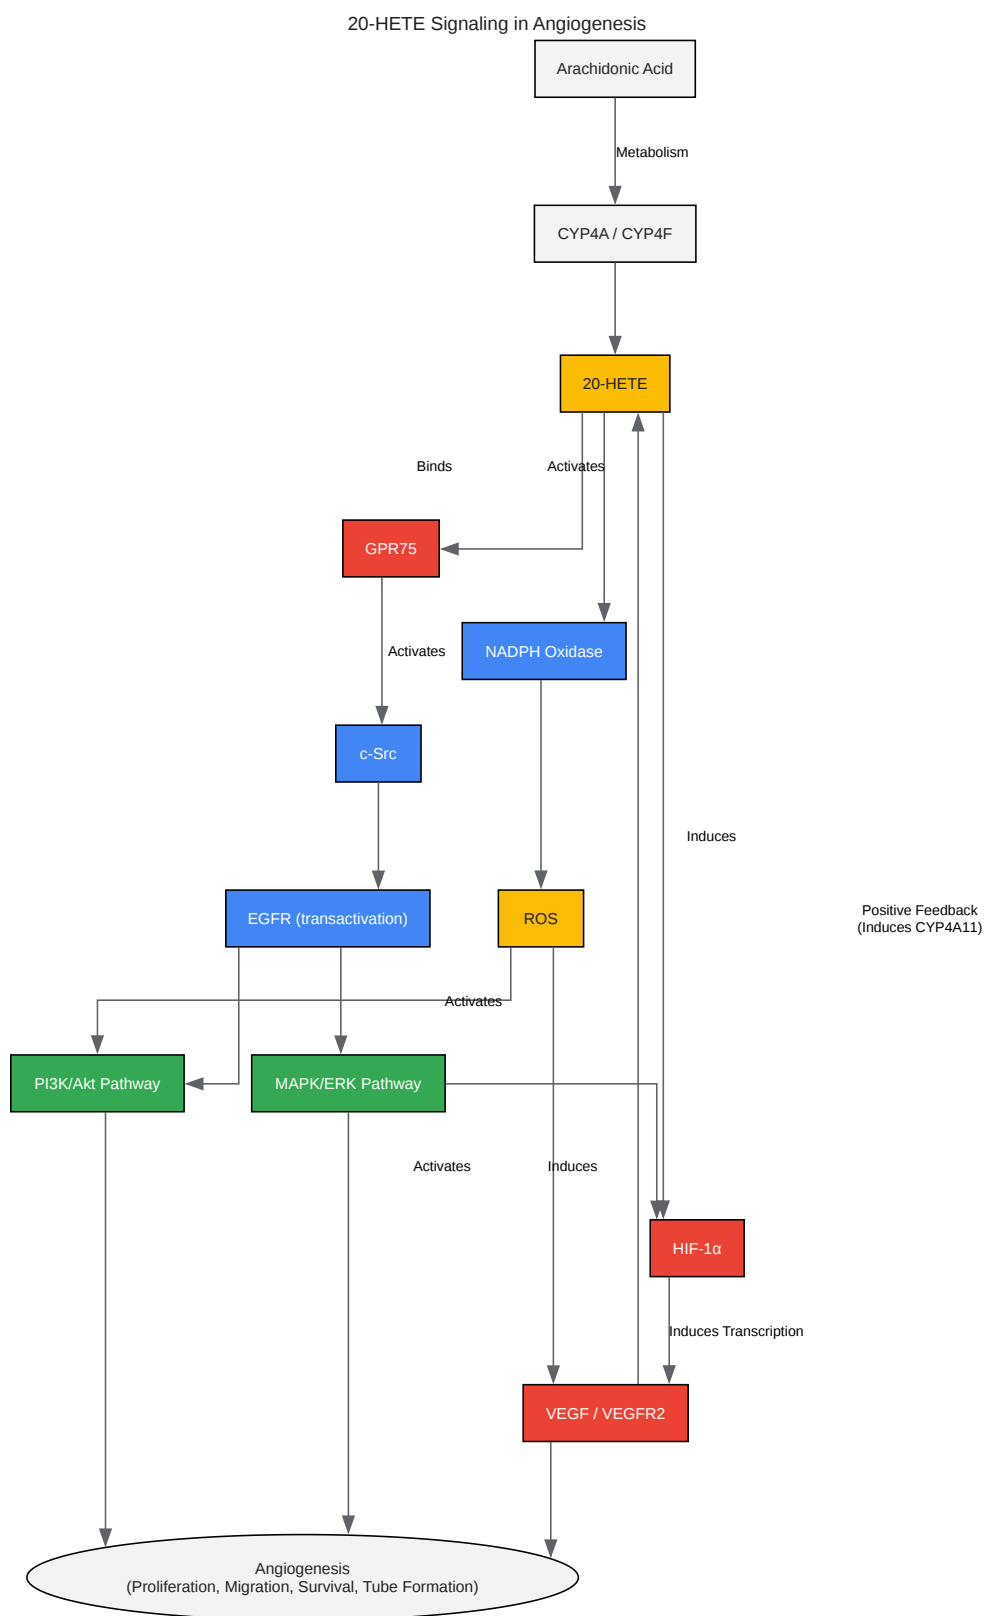 20-HETE Signaling in Angiogenesis
Arachidonic Acid
Metabolism
CYP4A / CYP4F
20-HETE
Binds
Activates
GPR75
Activates
NADPH Oxidase
c-Src
Induces
EGFR (transactivation)
ROS
Positive Feedback
(Induces CYP4A11)
Activates
PI3K/Akt Pathway
MAPK/ERK Pathway
Activates
Induces
HIF-1α
Induces Transcription
VEGF / VEGFR2
Angiogenesis
(Proliferation, Migration, Survival, Tube Formation)